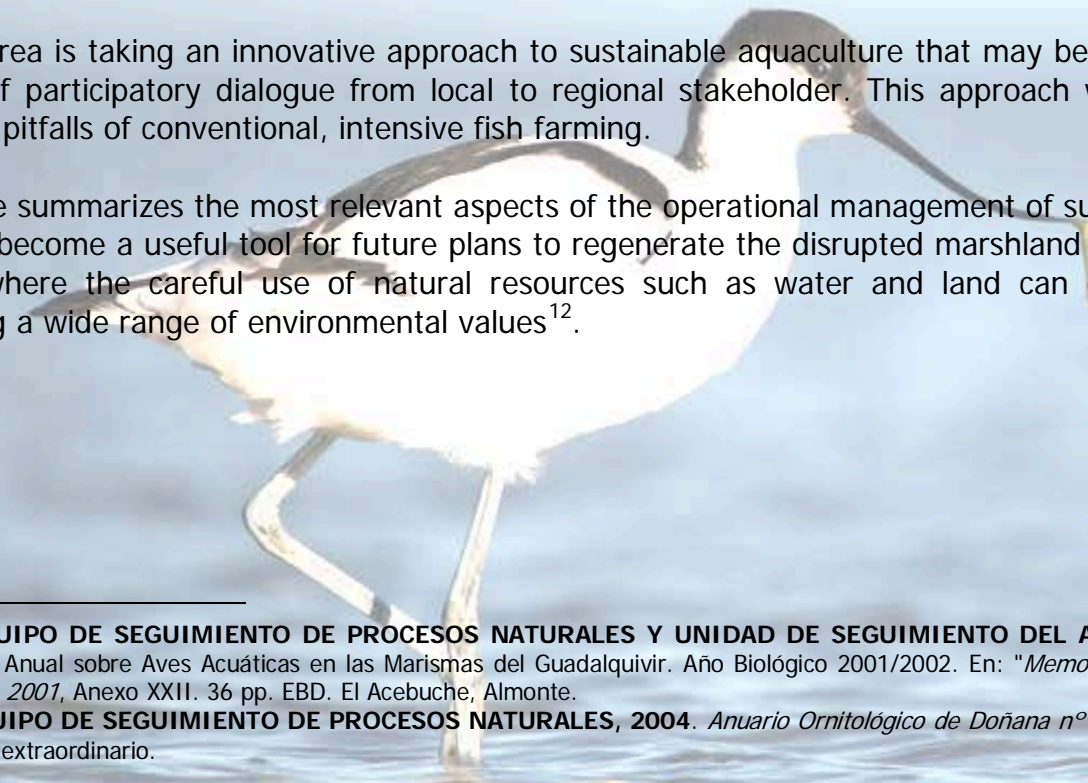 rea is taking an innovative approach to sustainable aquaculture that may be
f participatory dialogue from local to regional stakeholder. This approach
pitfalls of conventional, intensive fish farming.
e summarizes the most relevant aspects of the operational management of su
become a useful tool for future plans to regenerate the disrupted marshland
where the careful use of natural resources such as water and land can
g a wide range of environmental values12.
UIPO DE SEGUIMIENTO DE PROCESOS NATURALES Y UNIDAD DE SEGUIMIENTO DEL A
Anual sobre Aves Acuáticas en las Marismas del Guadalquivir. Año Biológico 2001/2002. En: "Memo
2001, Anexo XXII. 36 pp. EBD. El Acebuche, Almonte.
UIPO DE SEGUIMIENTO DE PROCESOS NATURALES, 2004. Anuario Ornitológico de Doñana nº
extraordinario.